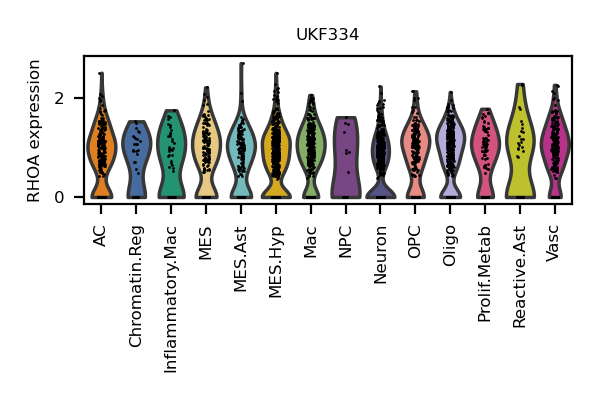 UKF334
RHOA expression
2
0
AC
Chromatin.Reg
Inflammatory.Mac
MES
MES.Ast
MES.Hyp
Mac
NPC
Neuron
OPC
Oligo
Prolif.Metab
Reactive.Ast
Vasc